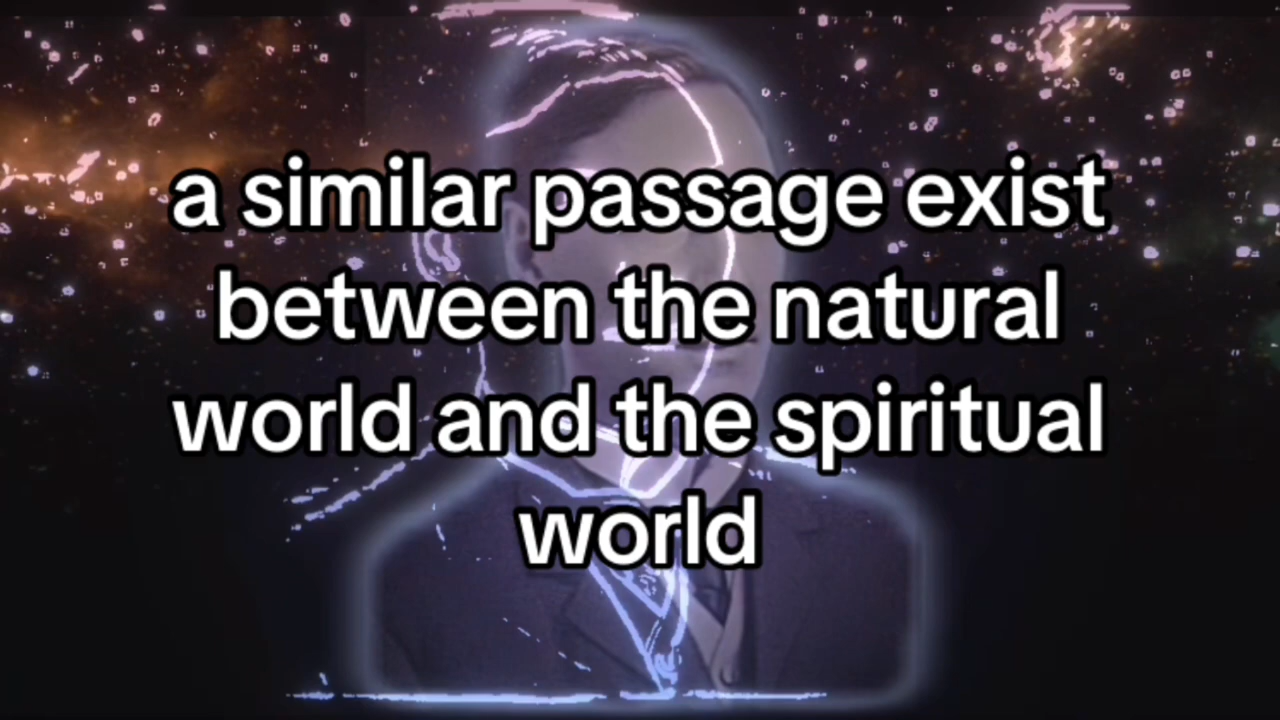 a similar passage exist
between the natural
world and the spiritual
world